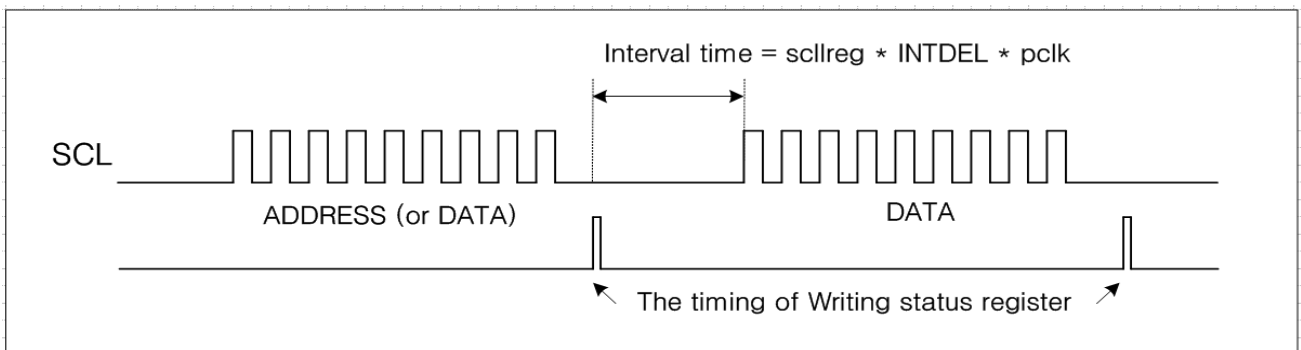 Interval time = scllreg * INTDEL * pclk
SCL
ADDRESS (or DATA)
DATA
The timing of Writing status register